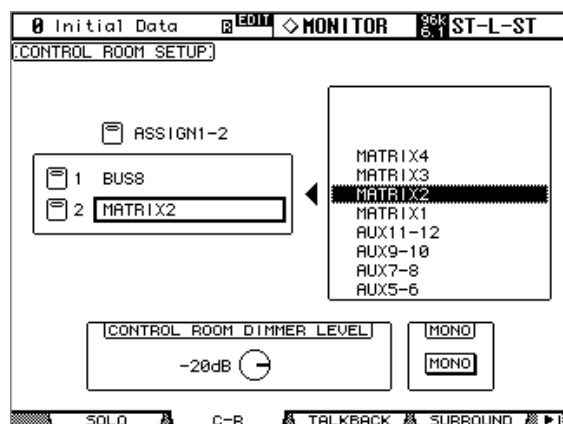 0 Initial Data R EDIT ◇MONITOR 96k 6.1 ST-L-ST
CONTROL ROOM SETUP
ASSIGN1-2
1 BUS8
2 MATRIX2
MATRIX4
MATRIX3
MATRIX2
MATRIX1
AUX11-12
AUX9-10
AUX7-8
AUX5-6
CONTROL ROOM DIMMER LEVEL
-20dB
MONO
MONO
SOLO C-R TALKBACK SURROUND